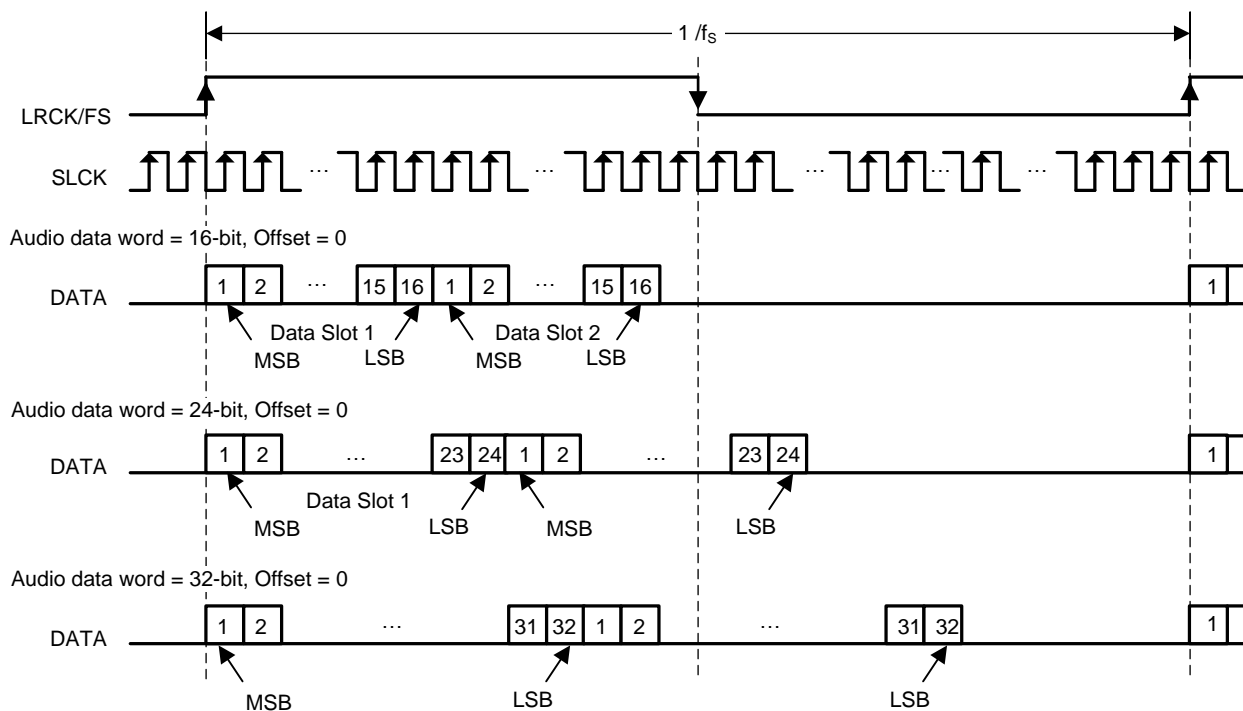 1 /fS
LRCK/FS
SLCK
… … … … …
Audio data word = 16-bit, Offset = 0
DATA 1 2 … 15 16 1 2 … 15 16 1
Data Slot 1 Data Slot 2
MSB LSB MSB LSB
Audio data word = 24-bit, Offset = 0
DATA 1 2 … 23 24 1 2 … 23 24 1
Data Slot 1
MSB LSB MSB LSB
Audio data word = 32-bit, Offset = 0
DATA 1 2 … 31 32 1 2 … 31 32 1
MSB LSB LSB